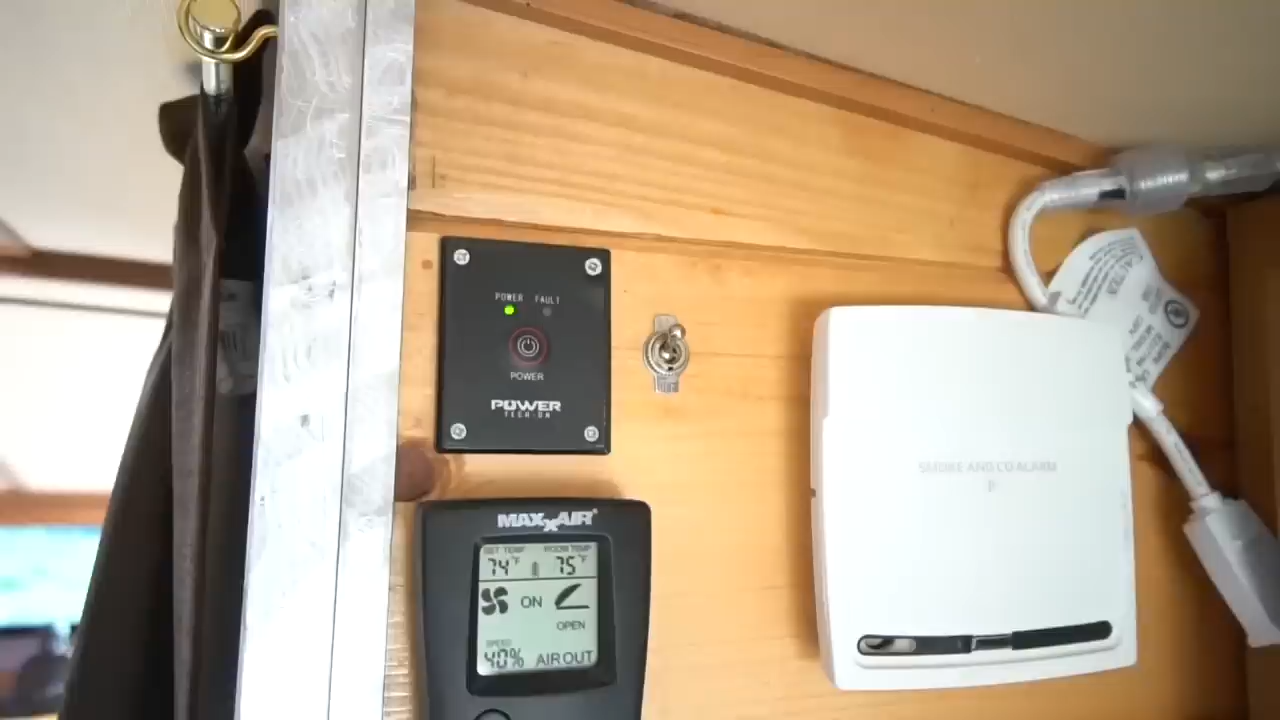 POWER FAULT
POWER
POWER
TECH-ON
MAXXAIR®
SET TEMP ROOM TEMP
74°F 75°F
ON
OPEN
SPEED
40% AIR OUT
SMOKE AND CO ALARM